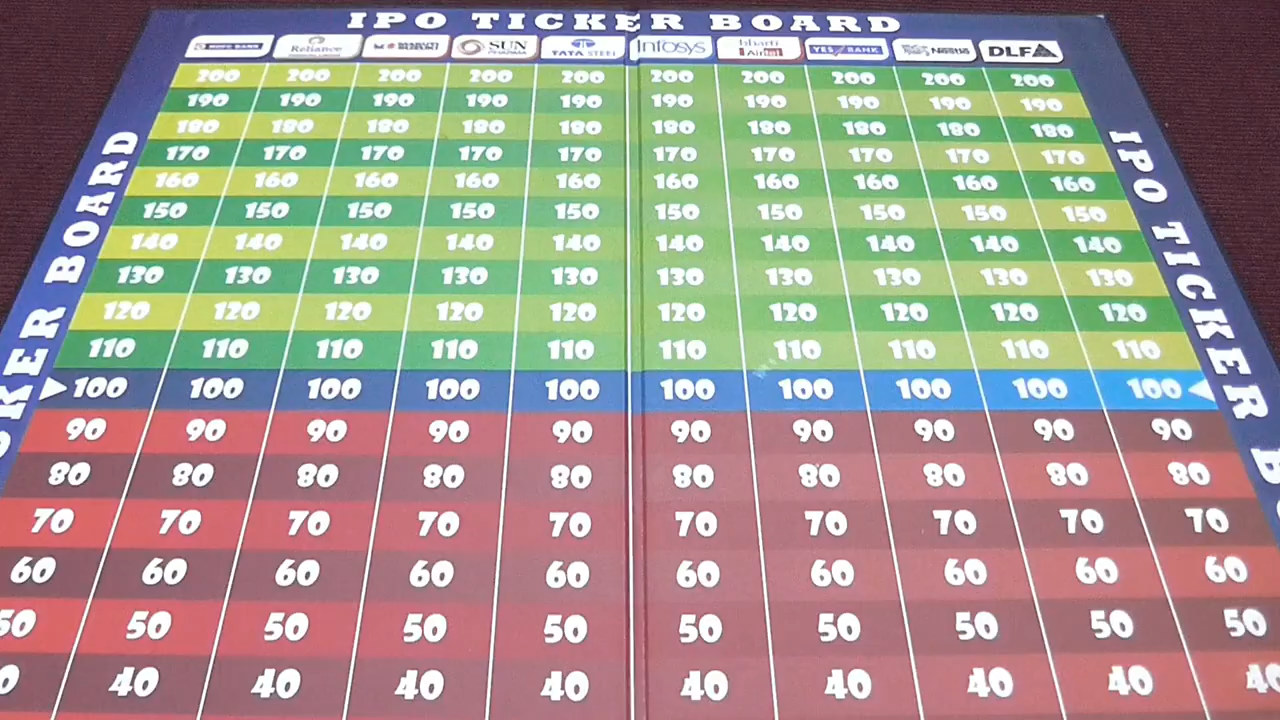 IPO TICKER BOARD
HDFC BANK Reliance MARUTI SUZUKI SUN PHARMA TATA STEEL Infosys bharti Airtel YES BANK Nestlé DLF
200 200 200 200 200 200 200 200 200 200
190 190 190 190 190 190 190 190 190 190
180 180 180 180 180 180 180 180 180 180
170 170 170 170 170 170 170 170 170 170
160 160 160 160 160 160 160 160 160 160
150 150 150 150 150 150 150 150 150 150
140 140 140 140 140 140 140 140 140 140
130 130 130 130 130 130 130 130 130 130
120 120 120 120 120 120 120 120 120 120
110 110 110 110 110 110 110 110 110 110
100 100 100 100 100 100 100 100 100 100
90 90 90 90 90 90 90 90 90 90
80 80 80 80 80 80 80 80 80 80
70 70 70 70 70 70 70 70 70 70
60 60 60 60 60 60 60 60 60 60
50 50 50 50 50 50 50 50 50 50
0 40 40 40 40 40 40 40 40 40
KER BOARD
IPO TICKER B